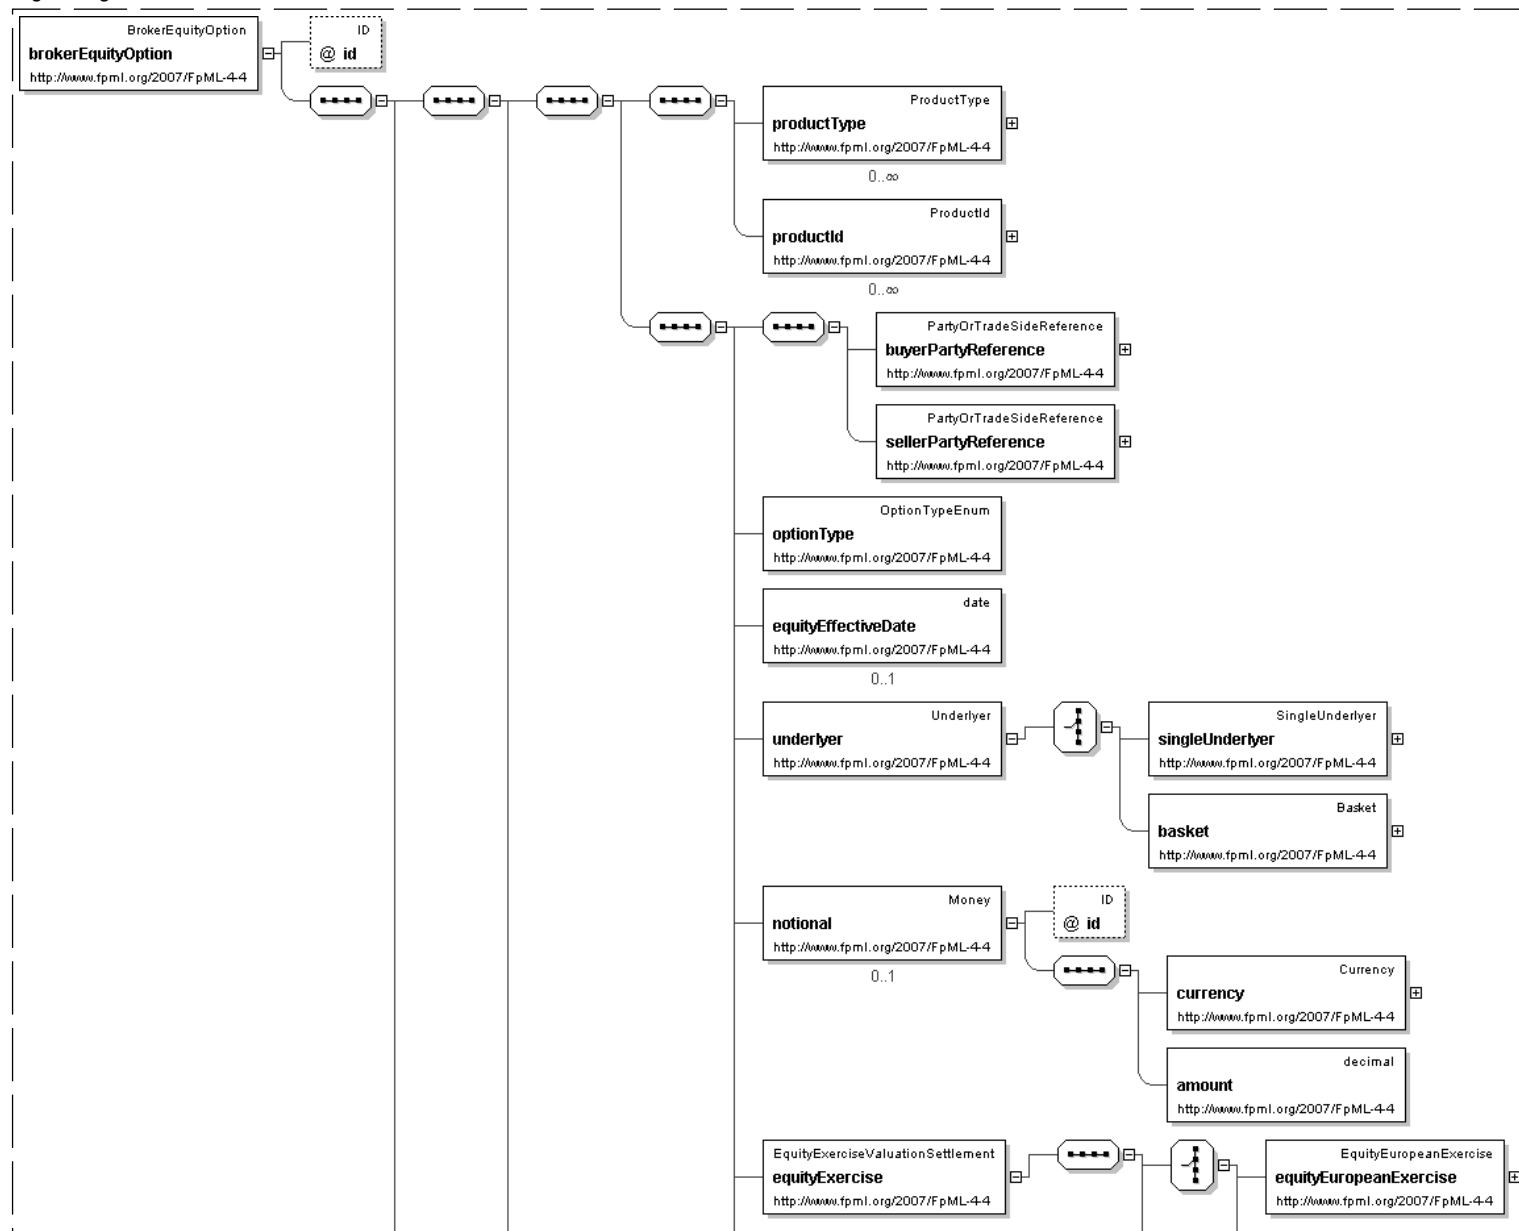 BrokerEquityOption
brokerEquityOption
http://www.fpml.org/2007/FpML-4-4
ID
@ id
ProductType
productType
http://www.fpml.org/2007/FpML-4-4
0..∞
ProductId
productId
http://www.fpml.org/2007/FpML-4-4
0..∞
PartyOrTradeSideReference
buyerPartyReference
http://www.fpml.org/2007/FpML-4-4
PartyOrTradeSideReference
sellerPartyReference
http://www.fpml.org/2007/FpML-4-4
OptionTypeEnum
optionType
http://www.fpml.org/2007/FpML-4-4
date
equityEffectiveDate
http://www.fpml.org/2007/FpML-4-4
0..1
Underlyer
underlyer
http://www.fpml.org/2007/FpML-4-4
SingleUnderlyer
singleUnderlyer
http://www.fpml.org/2007/FpML-4-4
Basket
basket
http://www.fpml.org/2007/FpML-4-4
Money
notional
http://www.fpml.org/2007/FpML-4-4
0..1
ID
@ id
Currency
currency
http://www.fpml.org/2007/FpML-4-4
decimal
amount
http://www.fpml.org/2007/FpML-4-4
EquityExerciseValuationSettlement
equityExercise
http://www.fpml.org/2007/FpML-4-4
EquityEuropeanExercise
equityEuropeanExercise
http://www.fpml.org/2007/FpML-4-4